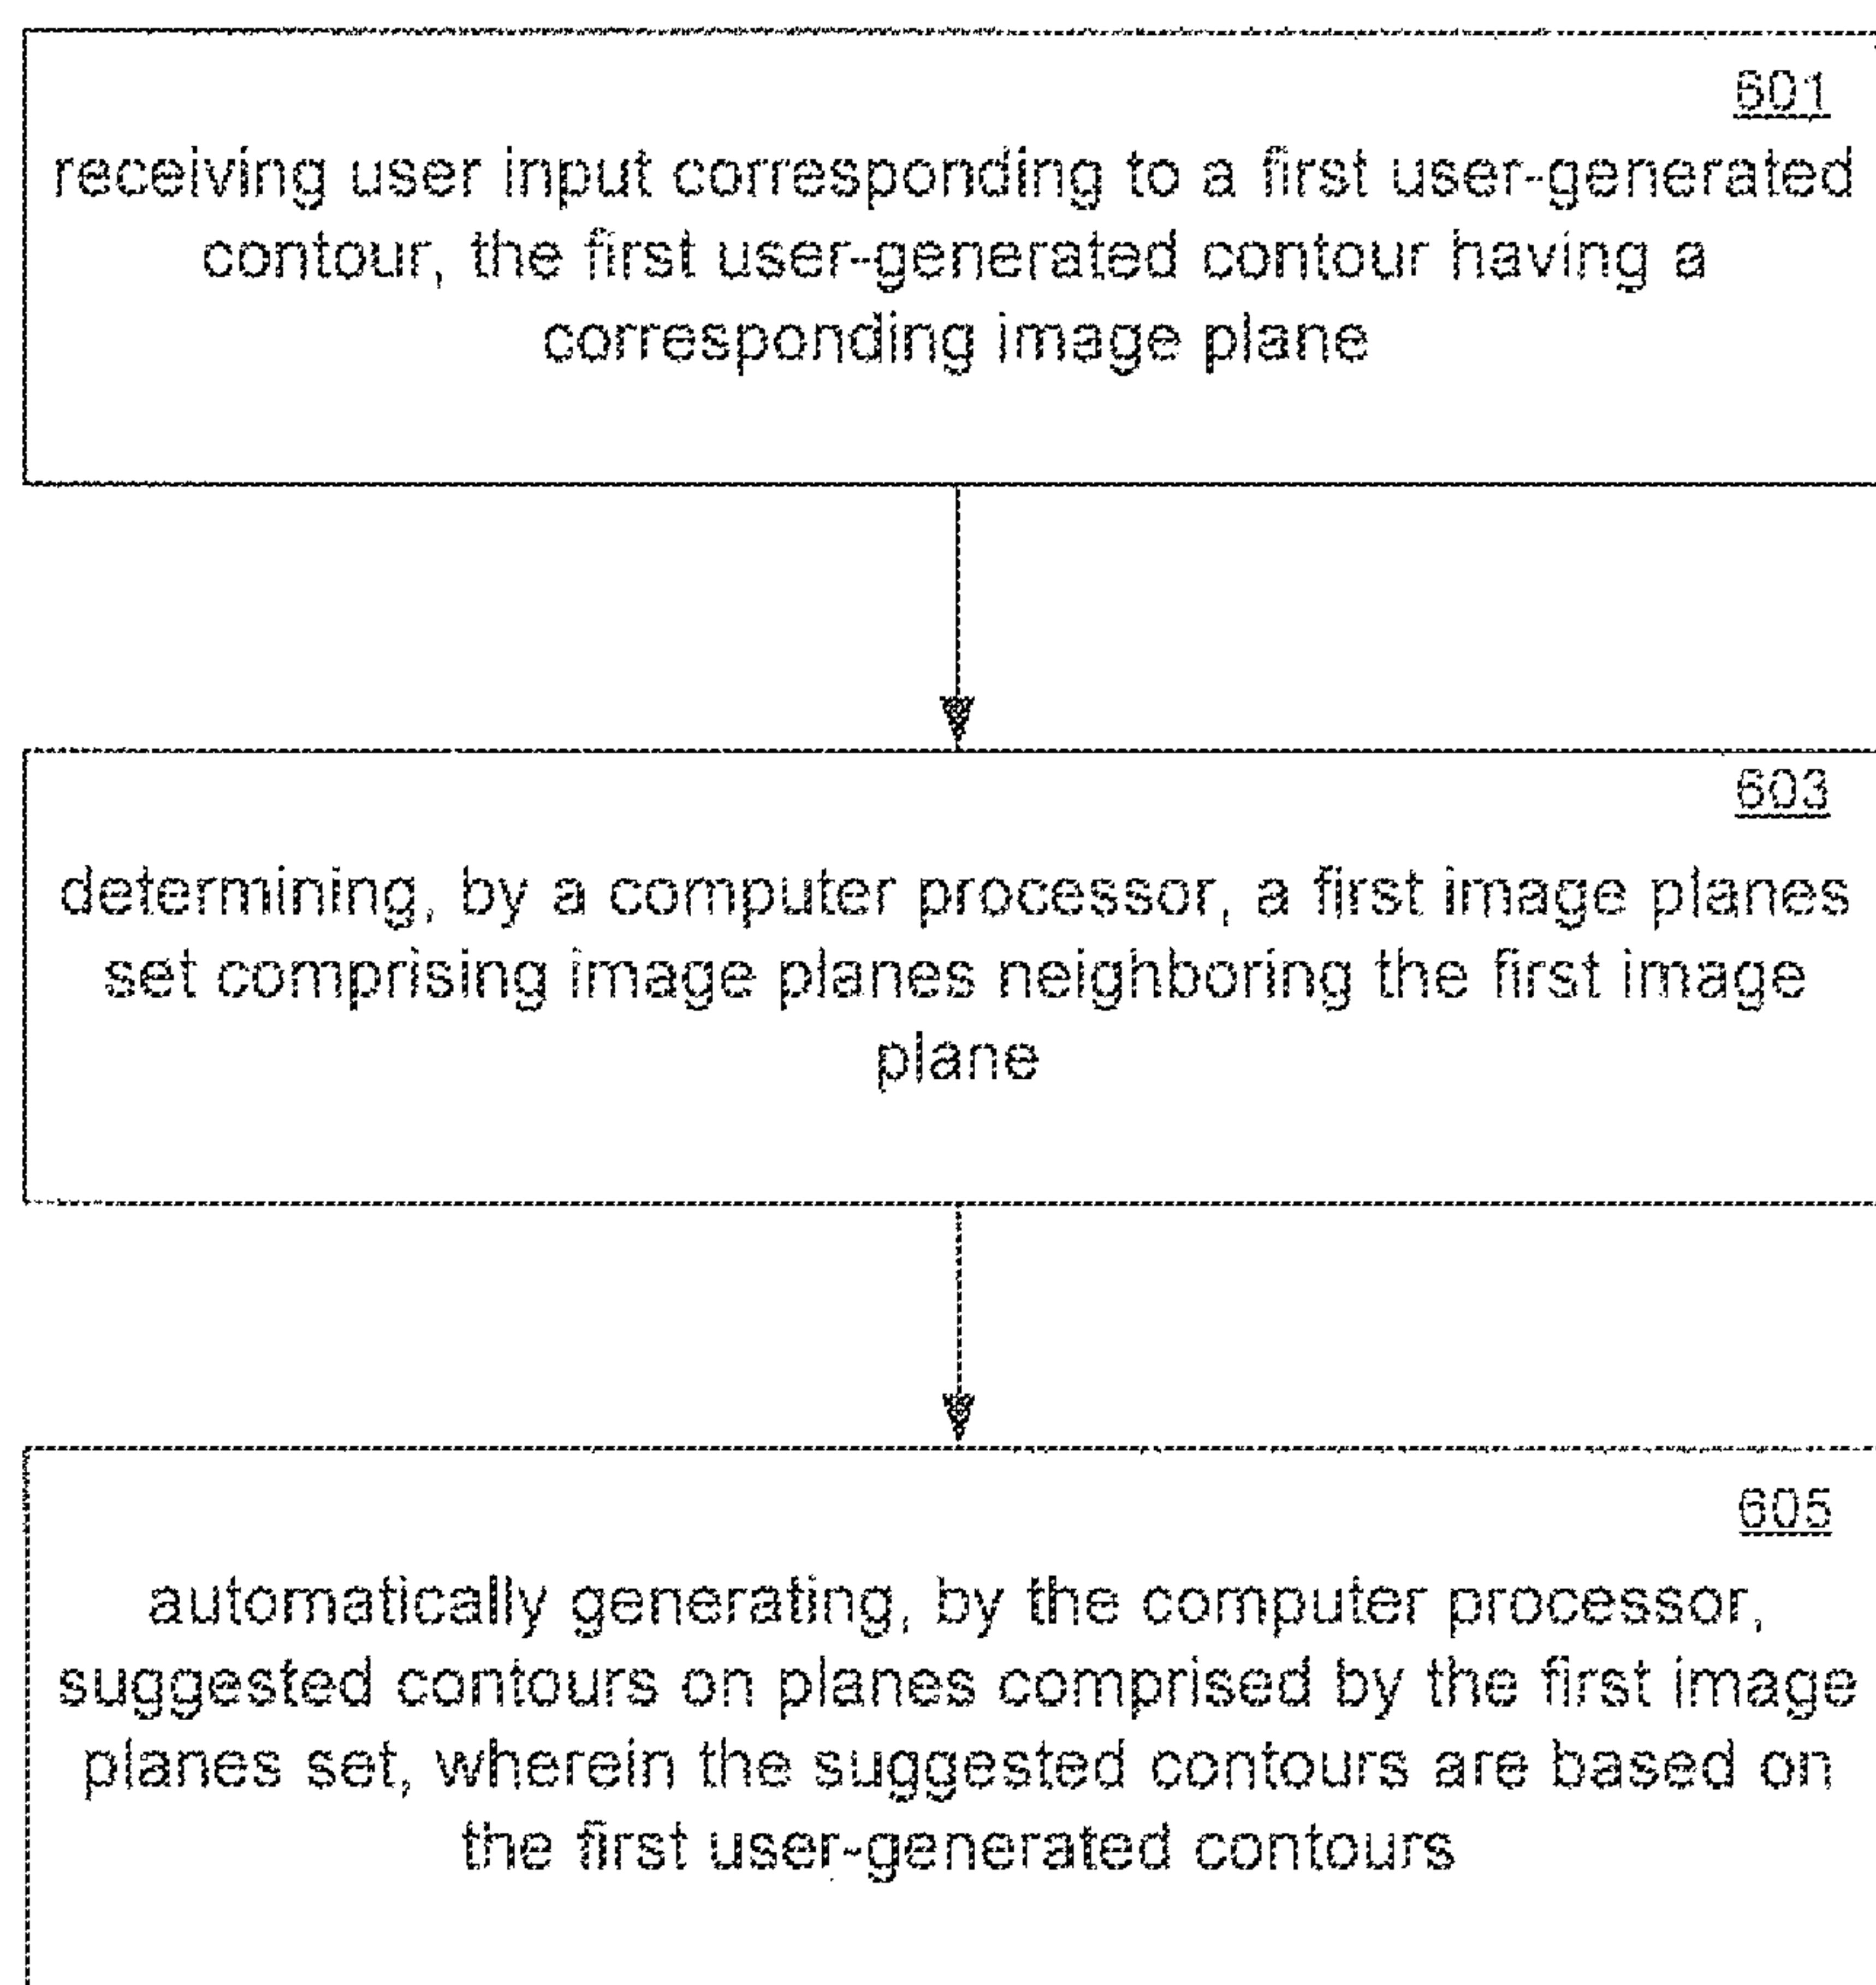 601
receiving user input corresponding to a first user-generated
contour, the first user-generated contour having a
corresponding image plane
603
determining, by a computer processor, a first image planes
set comprising image planes neighboring the first image
plane
605
automatically generating, by the computer processor,
suggested contours on planes comprised by the first image
planes set, wherein the suggested contours are based on
the first user-generated contours